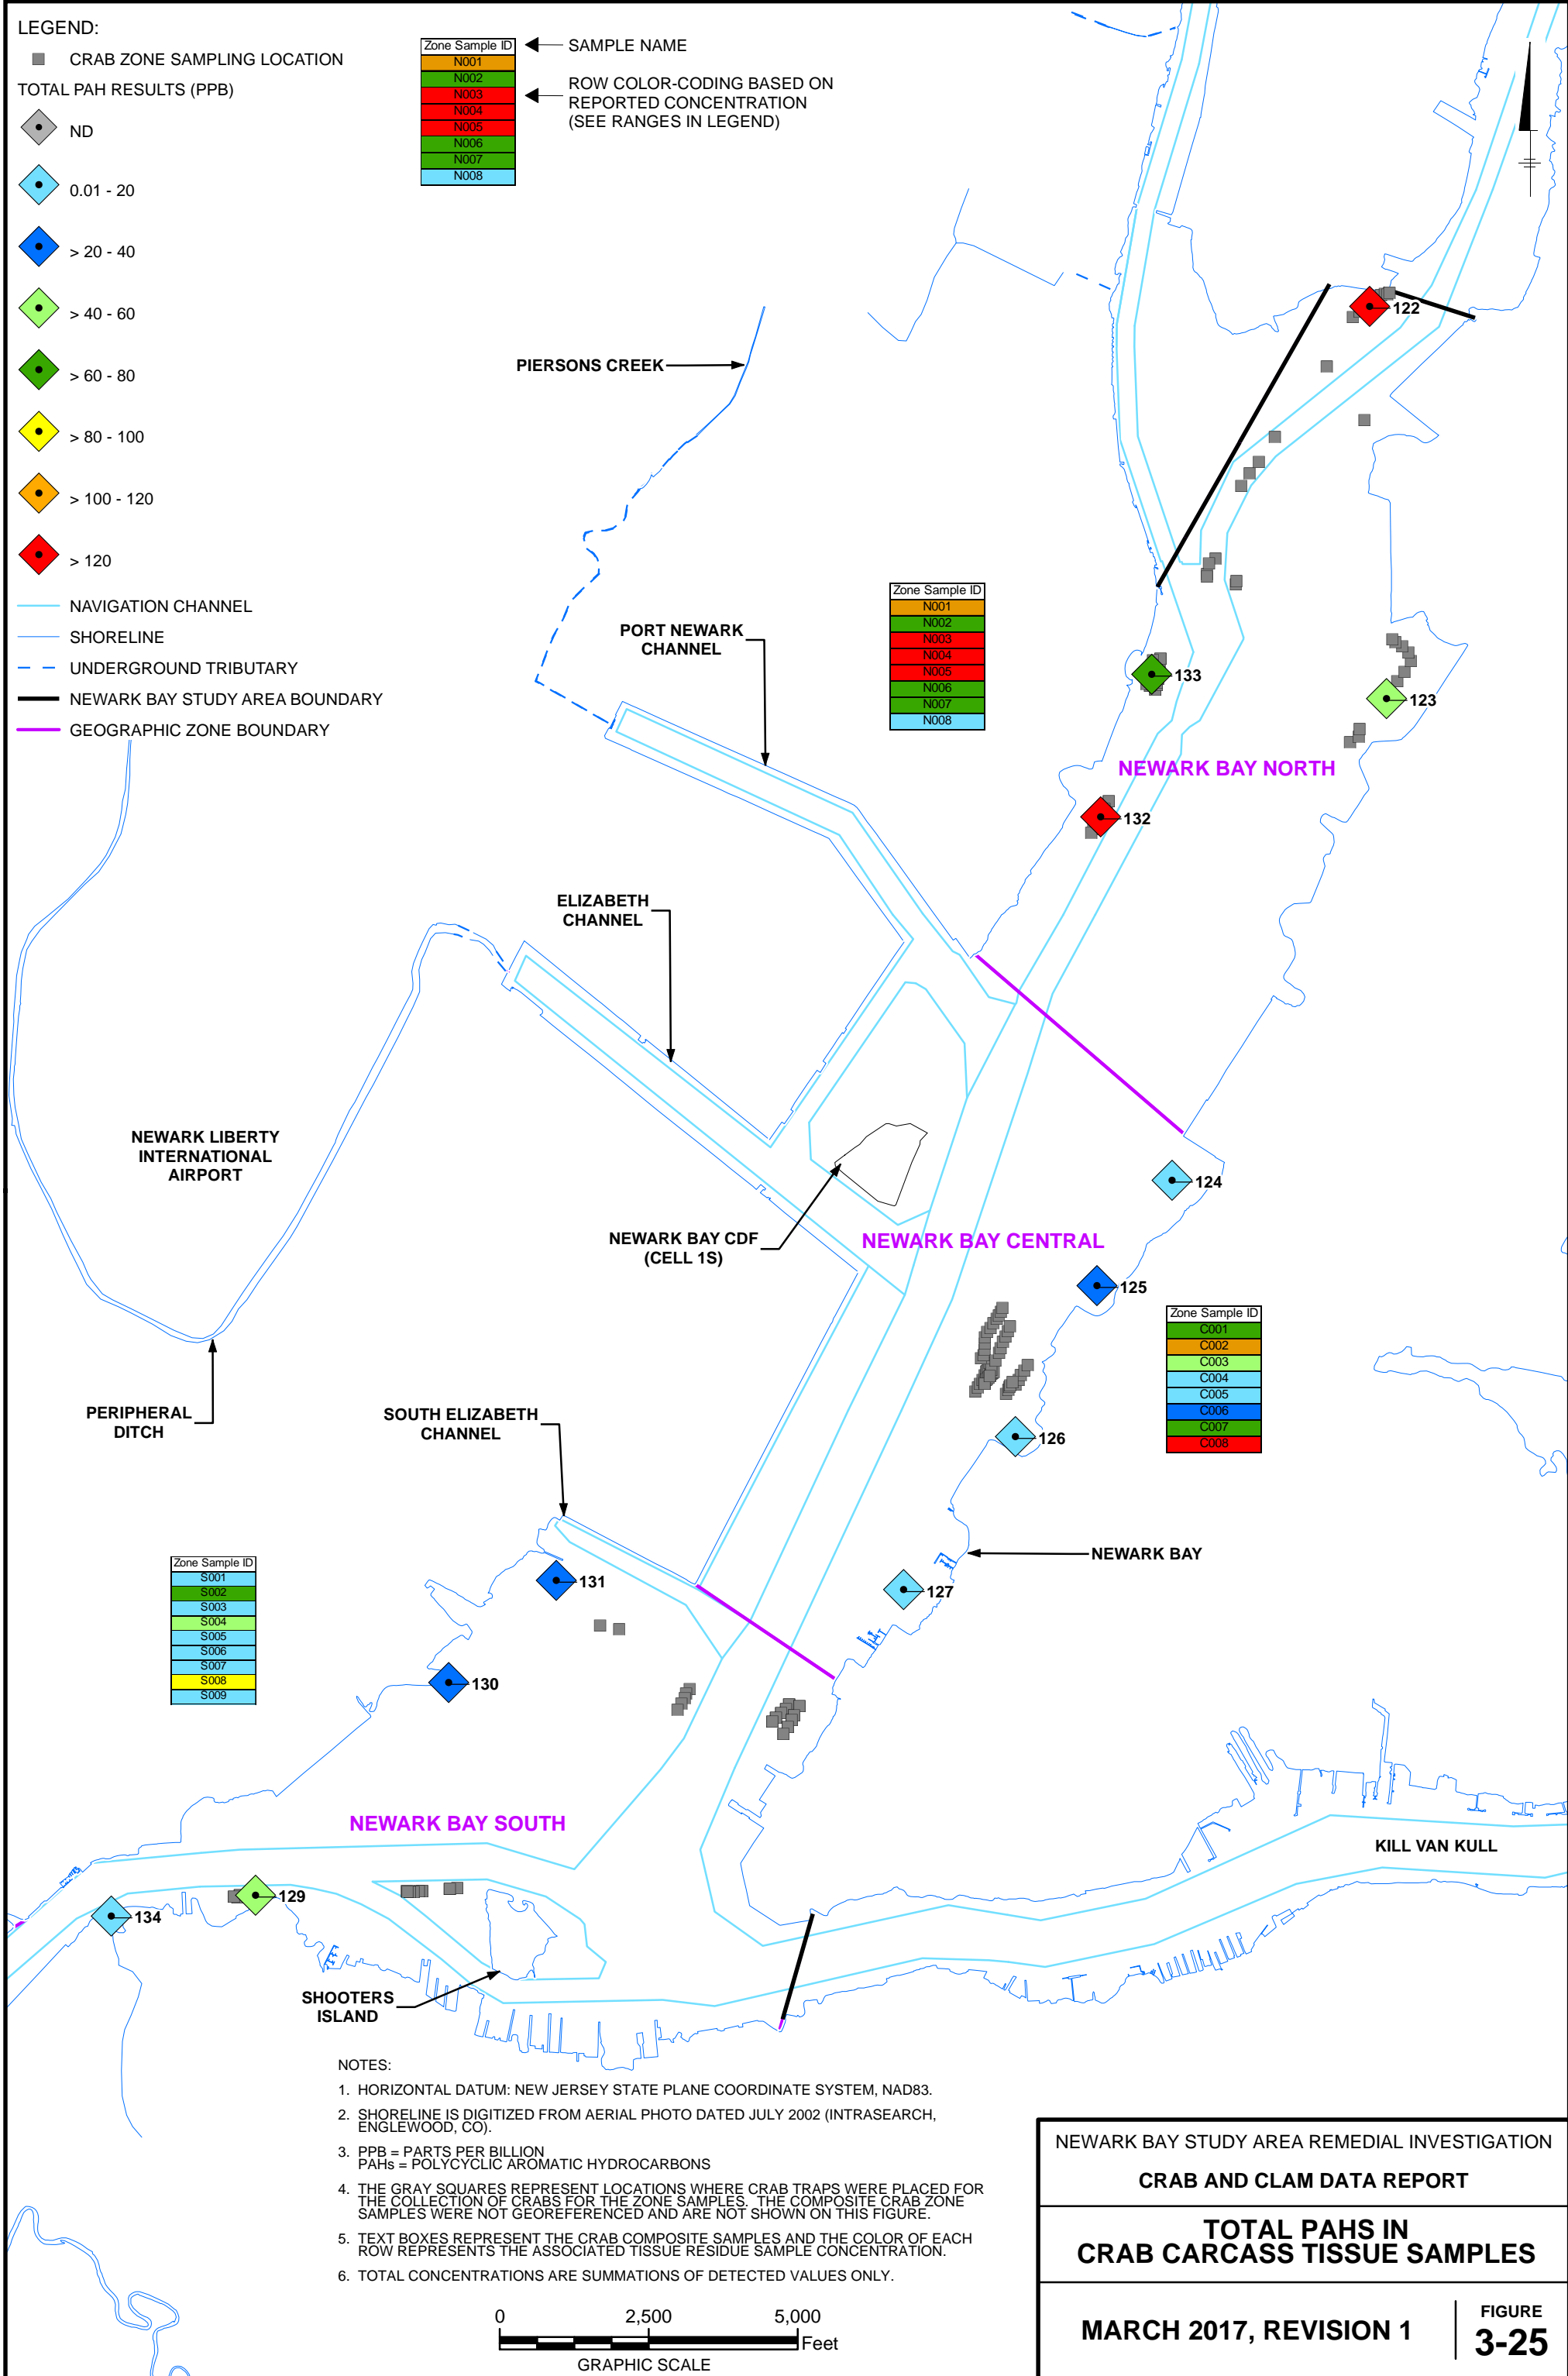 LEGEND:
CRAB ZONE SAMPLING LOCATION
TOTAL PAH RESULTS (PPB)
ND
0.01 - 20
> 20 - 40
> 40 - 60
> 60 - 80
> 80 - 100
> 100 - 120
> 120
NAVIGATION CHANNEL
SHORELINE
UNDERGROUND TRIBUTARY
NEWARK BAY STUDY AREA BOUNDARY
GEOGRAPHIC ZONE BOUNDARY
Zone Sample ID
N001
N002
N003
N004
N005
N006
N007
N008
SAMPLE NAME
ROW COLOR-CODING BASED ON
REPORTED CONCENTRATION
(SEE RANGES IN LEGEND)
122
PIERSONS CREEK
Zone Sample ID
N001
N002
N003
N004
N005
N006
N007
N008
PORT NEWARK
CHANNEL
133
123
NEWARK BAY NORTH
132
ELIZABETH
CHANNEL
NEWARK LIBERTY
INTERNATIONAL
AIRPORT
124
NEWARK BAY CDF
(CELL 1S)
NEWARK BAY CENTRAL
125
Zone Sample ID
C001
C002
C003
C004
C005
C006
C007
C008
PERIPHERAL
DITCH
SOUTH ELIZABETH
CHANNEL
126
NEWARK BAY
Zone Sample ID
S001
S002
S003
S004
S005
S006
S007
S008
S009
131
127
130
NEWARK BAY SOUTH
KILL VAN KULL
129
134
SHOOTERS
ISLAND
NOTES:
1. HORIZONTAL DATUM: NEW JERSEY STATE PLANE COORDINATE SYSTEM, NAD83.
2. SHORELINE IS DIGITIZED FROM AERIAL PHOTO DATED JULY 2002 (INTRASEARCH,
ENGLEWOOD, CO).
3. PPB = PARTS PER BILLION
PAHs = POLYCYCLIC AROMATIC HYDROCARBONS
4. THE GRAY SQUARES REPRESENT LOCATIONS WHERE CRAB TRAPS WERE PLACED FOR
THE COLLECTION OF CRABS FOR THE ZONE SAMPLES. THE COMPOSITE CRAB ZONE
SAMPLES WERE NOT GEOREFERENCED AND ARE NOT SHOWN ON THIS FIGURE.
5. TEXT BOXES REPRESENT THE CRAB COMPOSITE SAMPLES AND THE COLOR OF EACH
ROW REPRESENTS THE ASSOCIATED TISSUE RESIDUE SAMPLE CONCENTRATION.
6. TOTAL CONCENTRATIONS ARE SUMMATIONS OF DETECTED VALUES ONLY.
0 2,500 5,000
Feet
GRAPHIC SCALE
NEWARK BAY STUDY AREA REMEDIAL INVESTIGATION
CRAB AND CLAM DATA REPORT
TOTAL PAHS IN
CRAB CARCASS TISSUE SAMPLES
MARCH 2017, REVISION 1
FIGURE
3-25